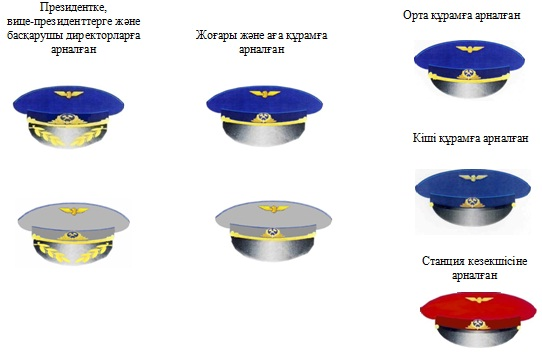 Президентке,
вице-президенттерге және
басқарушы директорларға
арналған
Жоғары және аға құрамға
арналған
Орта құрамға арналған
Кіші құрамға арналған
Станция кезекшісіне
арналған